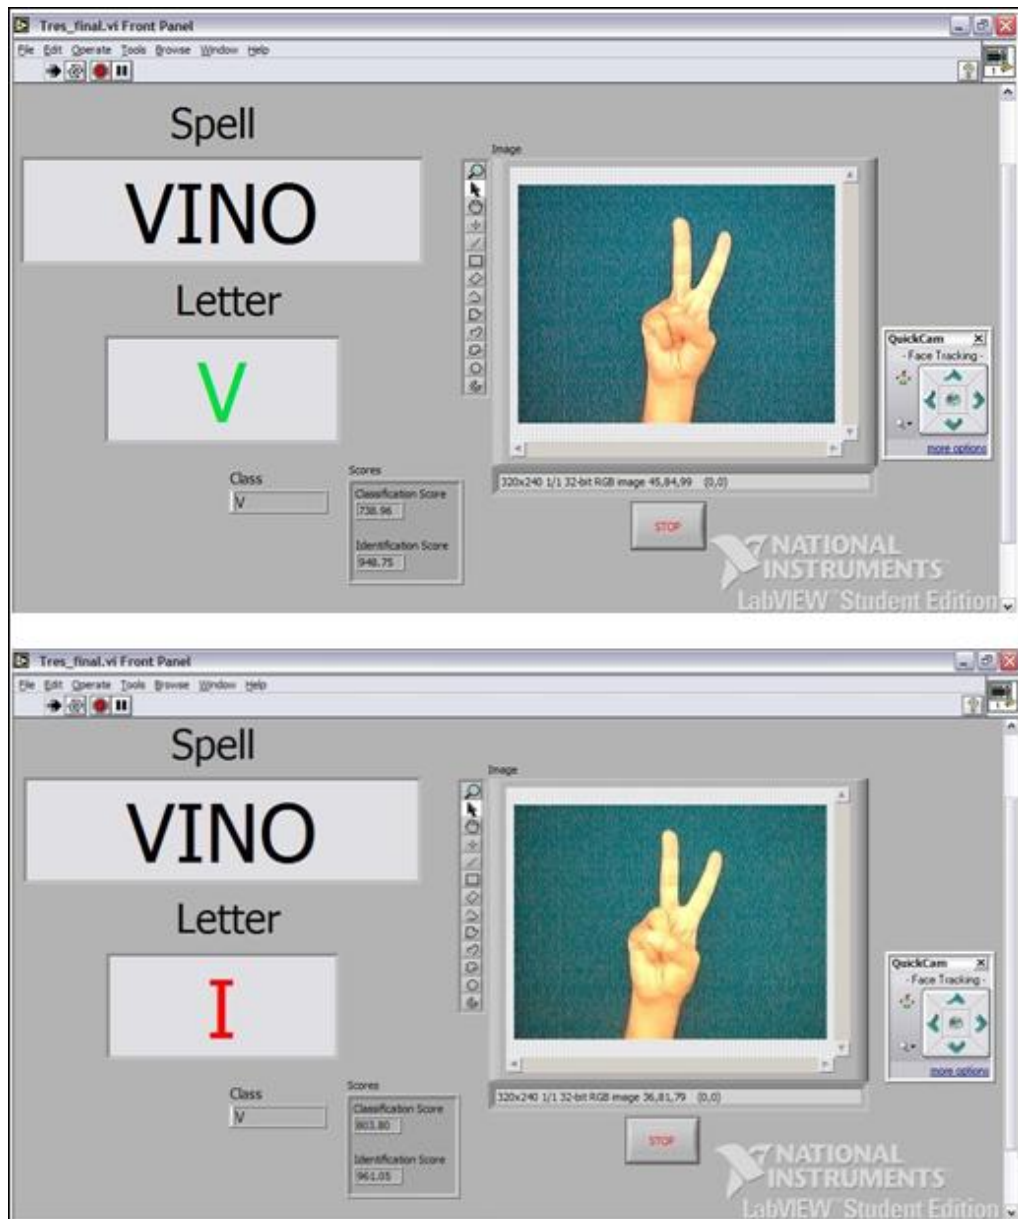 Tres_final.vi Front Panel
File Edit Operate Tools Browse Window Help
Spell
VINO
Letter
V
Class
V
Scores
Classification Score
738.96
Identification Score
948.75
Image
320x240 1/1 32-bit RGB image 45,84,99 (0,0)
STOP
QuickCam
- Face Tracking -
more options
NATIONAL
INSTRUMENTS
LabVIEW™ Student Edition
Tres_final.vi Front Panel
File Edit Operate Tools Browse Window Help
Spell
VINO
Letter
I
Class
V
Scores
Classification Score
803.80
Identification Score
961.05
Image
320x240 1/1 32-bit RGB image 36,81,79 (0,0)
STOP
QuickCam
- Face Tracking -
more options
NATIONAL
INSTRUMENTS
LabVIEW™ Student Edition